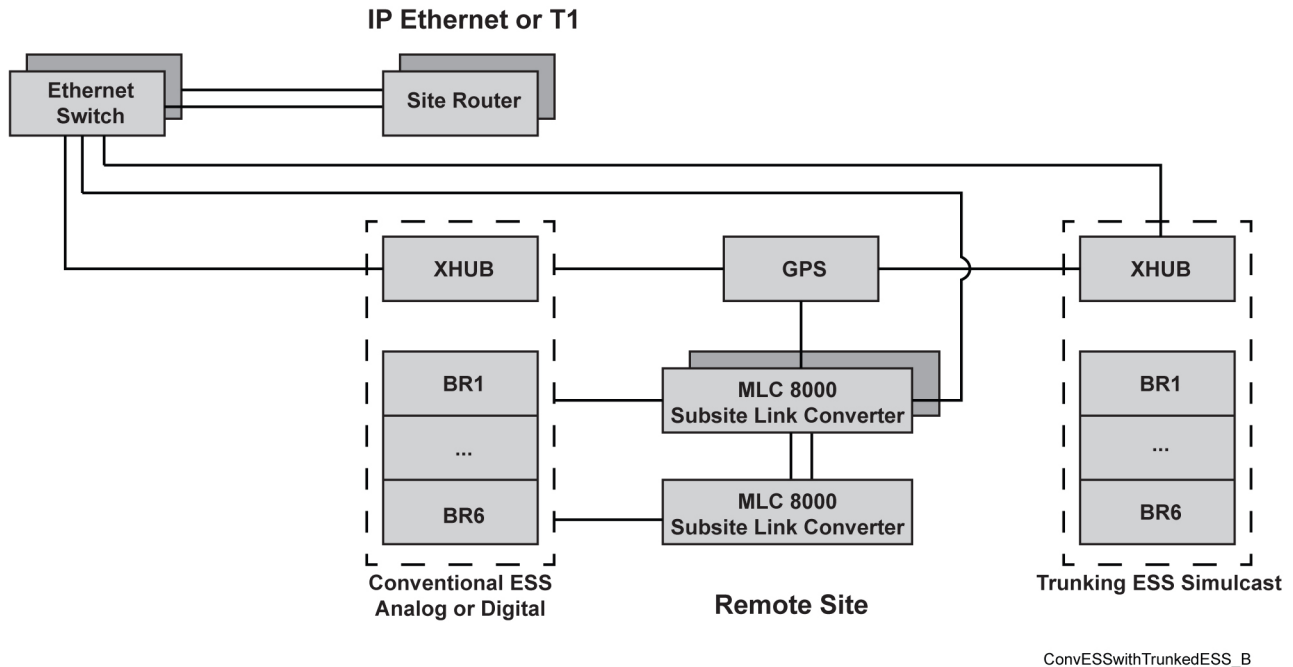 IP Ethernet or T1
Ethernet
Switch
Site Router
XHUB
GPS
XHUB
BR1
...
BR6
MLC 8000
Subsite Link Converter
MLC 8000
Subsite Link Converter
BR1
...
BR6
Conventional ESS
Analog or Digital
Remote Site
Trunking ESS Simulcast
ConvESSwithTrunkedESS_B